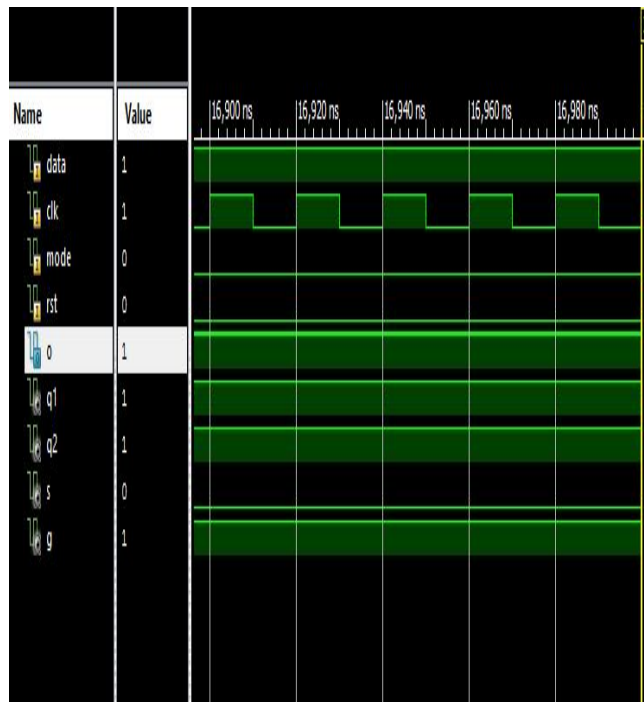 Name Value 16,900 ns 16,920 ns 16,940 ns 16,960 ns 16,980 ns
data 1
clk 1
mode 0
rst 0
o 1
q1 1
q2 1
s 0
g 1